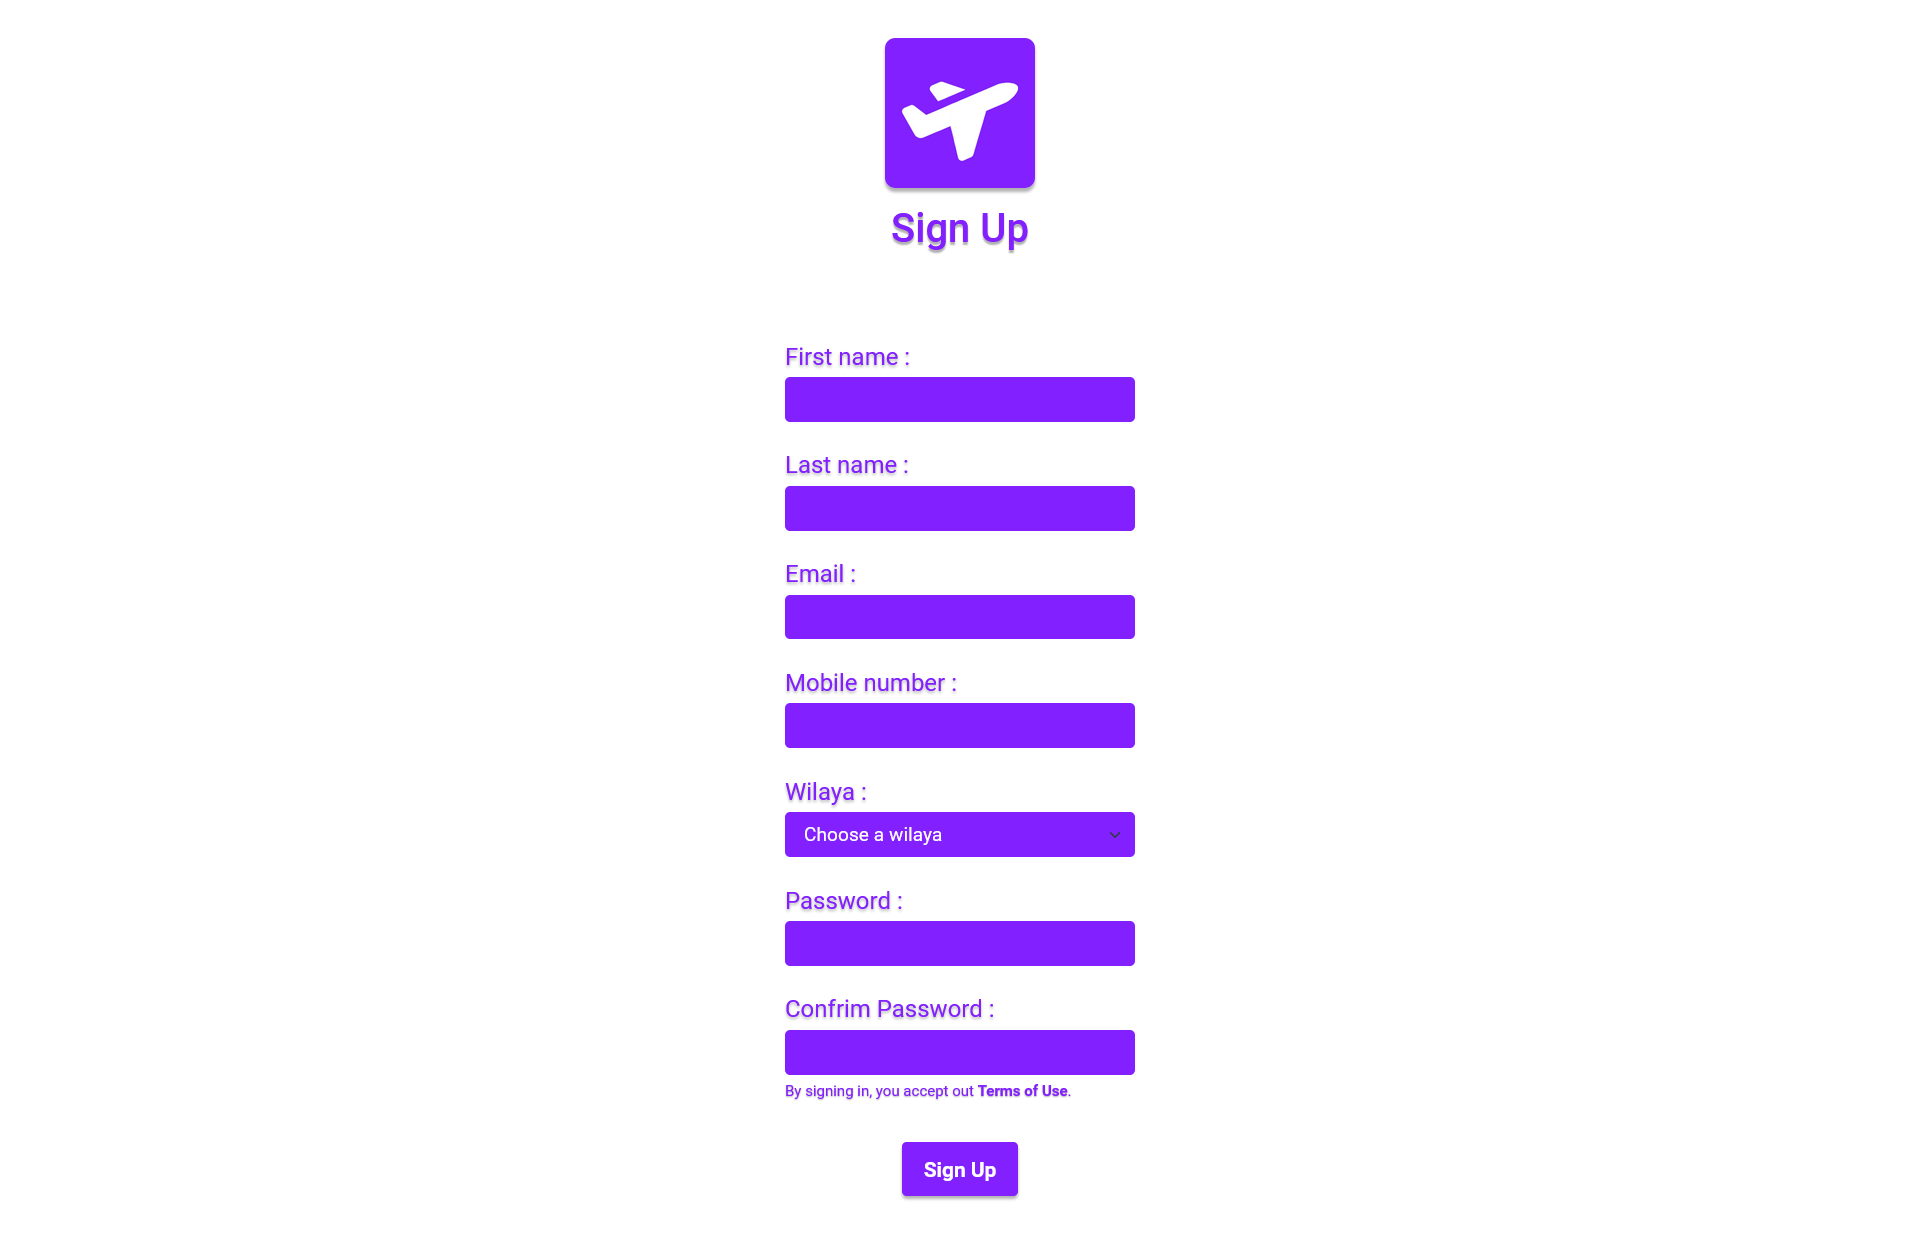 Sign Up
First name :
Last name :
Email :
Mobile number :
Wilaya :
Choose a wilaya
Password :
Confrim Password :
By signing in, you accept out Terms of Use.
Sign Up